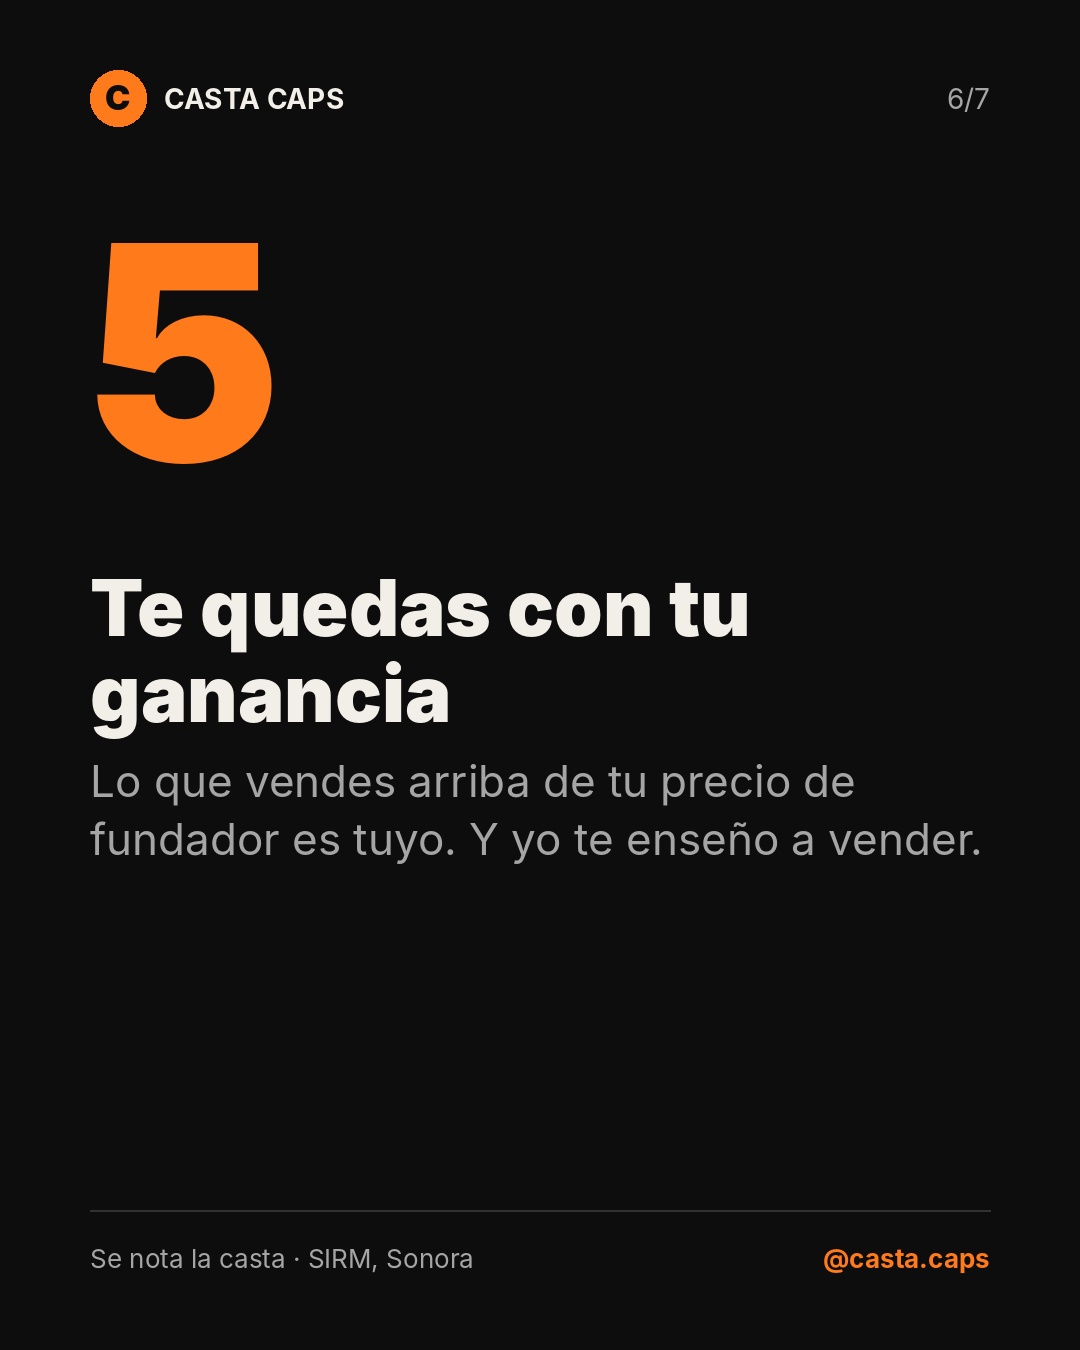 C CASTA CAPS
6/7
5
Te quedas con tu
ganancia
Lo que vendes arriba de tu precio de
fundador es tuyo. Y yo te enseño a vender.
Se nota la casta · SIRM, Sonora
@casta.caps